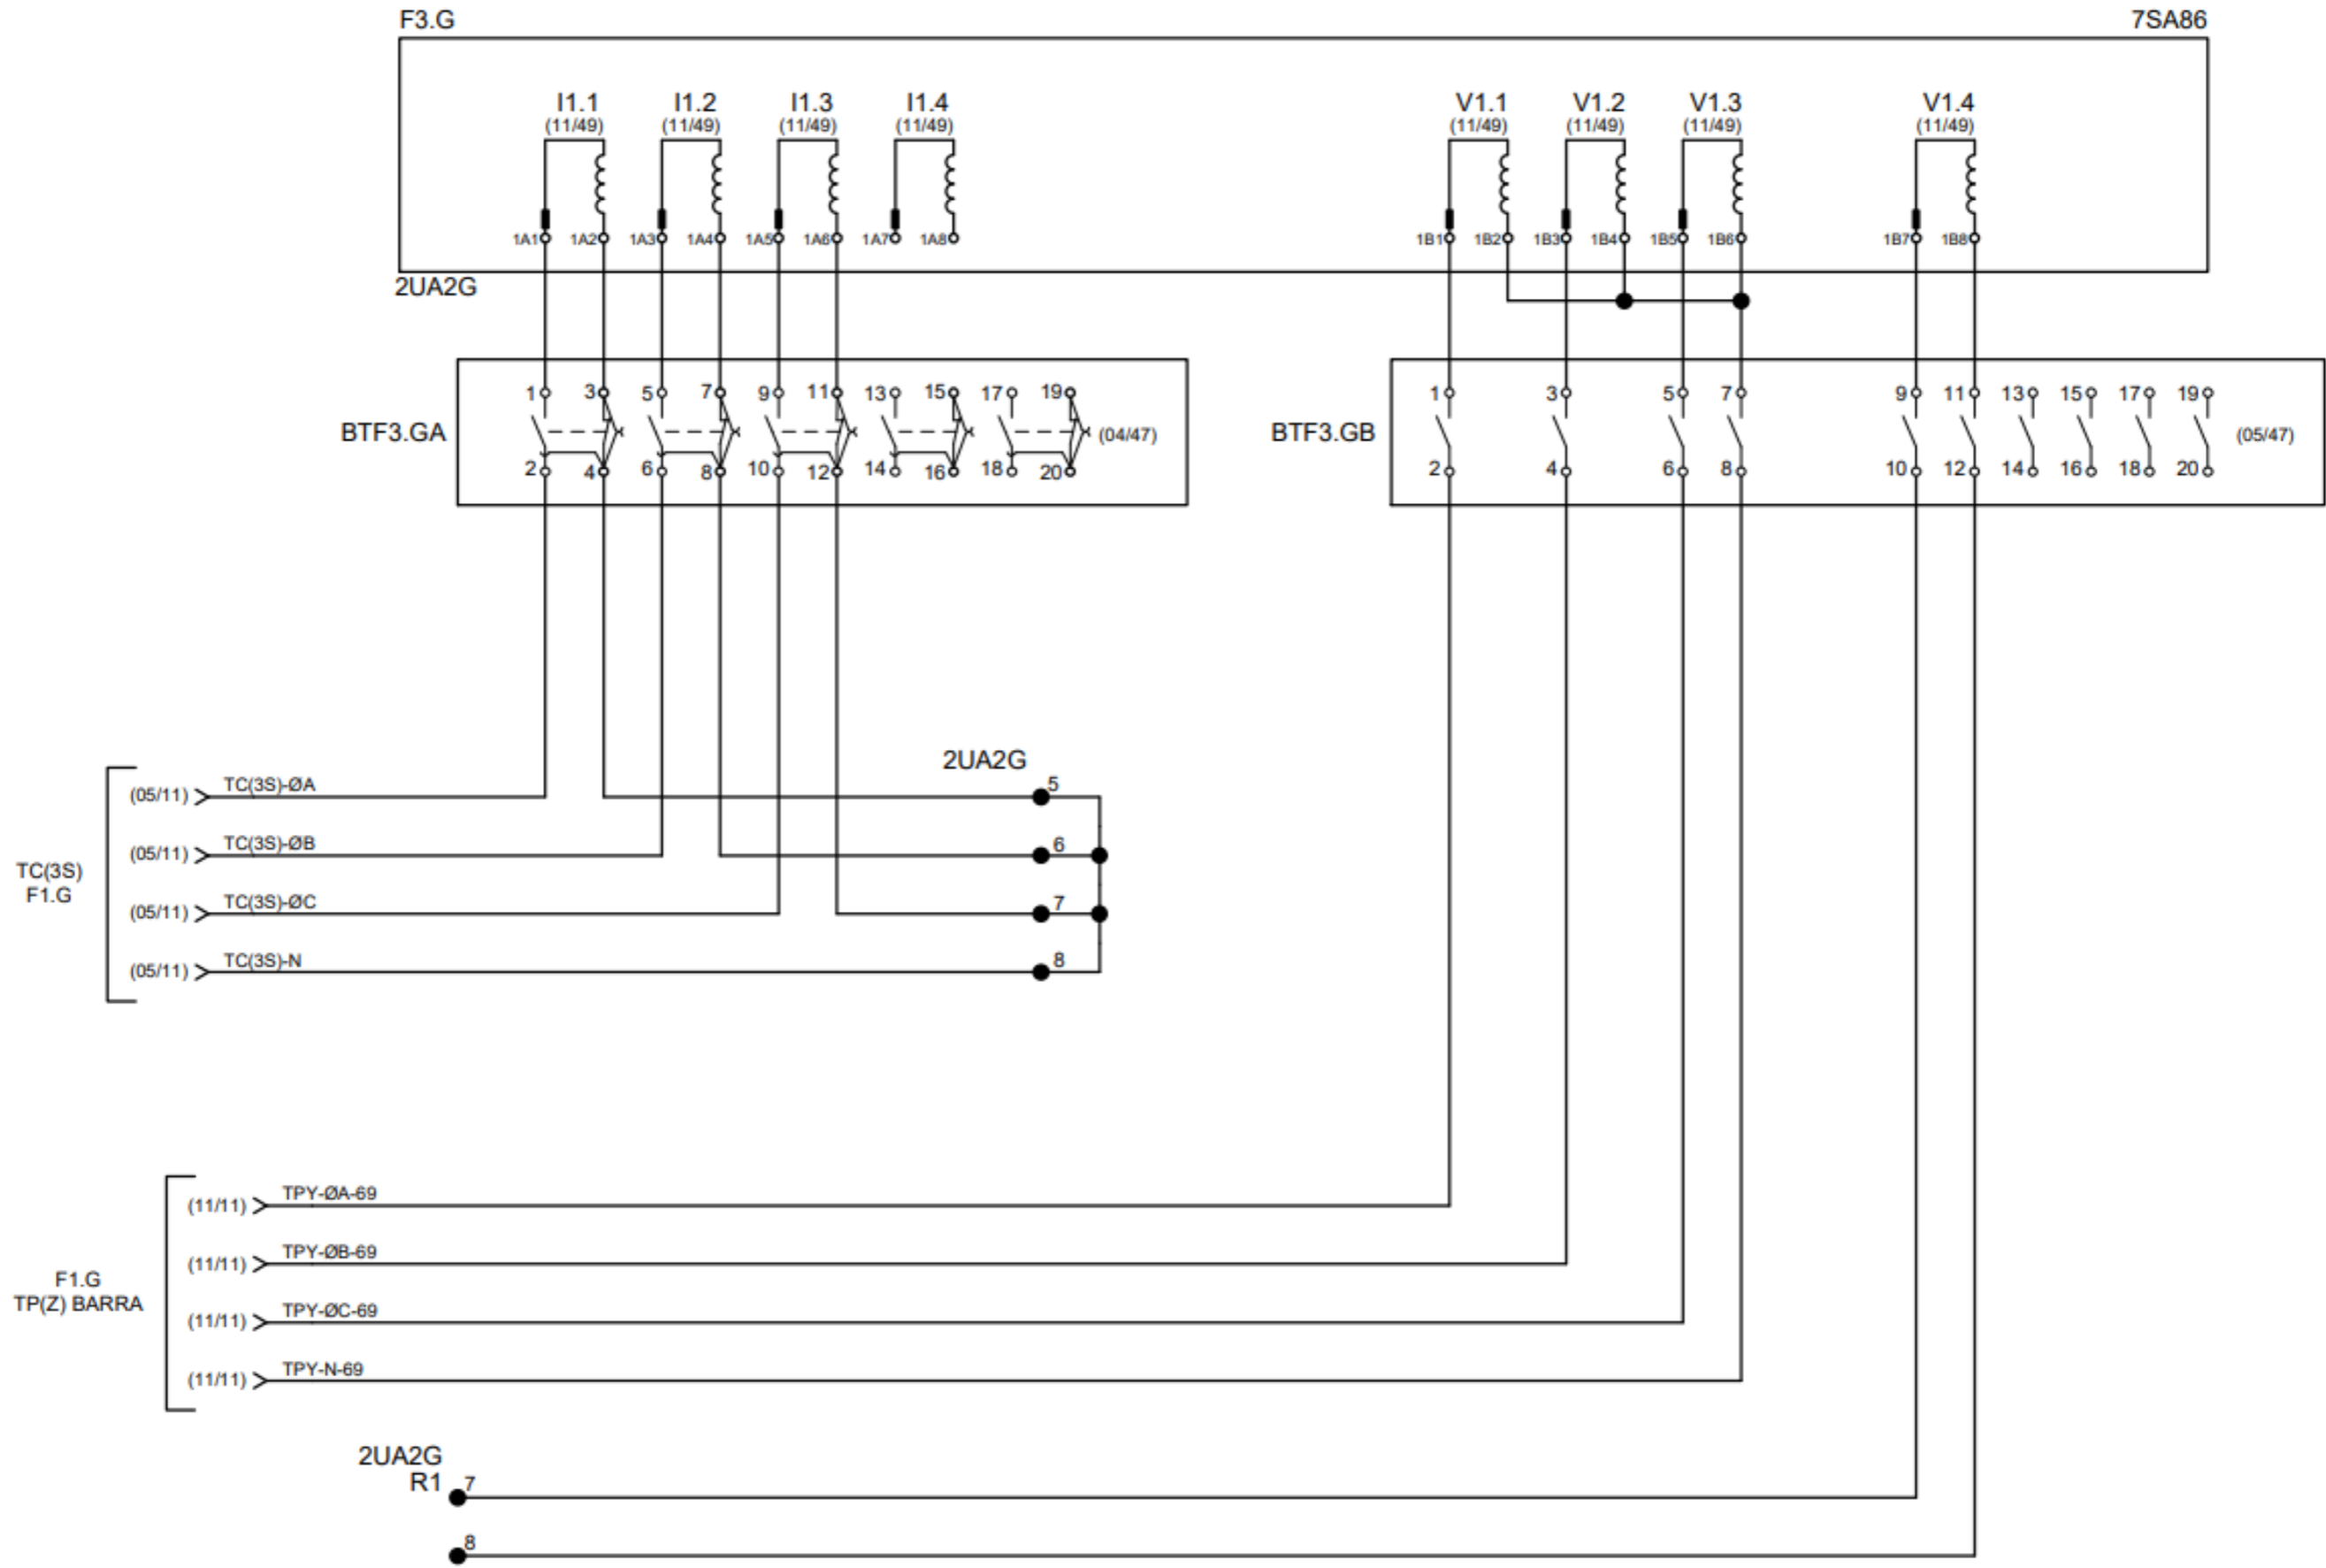 F3.G 7SA86
I1.1 I1.2 I1.3 I1.4 V1.1 V1.2 V1.3 V1.4
(11/49) (11/49) (11/49) (11/49) (11/49) (11/49) (11/49) (11/49)
1A1 1A2 1A3 1A4 1A5 1A6 1A7 1A8 1B1 1B2 1B3 1B4 1B5 1B6 1B7 1B8
2UA2G
1 3 5 7 9 11 13 15 17 19 1 3 5 7 9 11 13 15 17 19
BTF3.GA (04/47) BTF3.GB (05/47)
2 4 6 8 10 12 14 16 18 20 2 4 6 8 10 12 14 16 18 20
2UA2G
(05/11) TC(3S)-ØA 5
(05/11) TC(3S)-ØB 6
TC(3S)
F1.G
(05/11) TC(3S)-ØC 7
(05/11) TC(3S)-N 8
(11/11) TPY-ØA-69
(11/11) TPY-ØB-69
F1.G
TP(Z) BARRA
(11/11) TPY-ØC-69
(11/11) TPY-N-69
2UA2G
R1 7
8